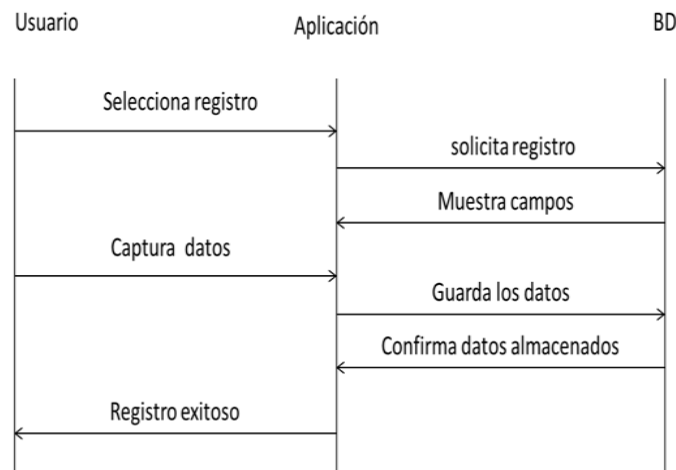 Usuario
Aplicación
BD
Selecciona registro
solicita registro
Muestra campos
Captura datos
Guarda los datos
Confirma datos almacenados
Registro exitoso